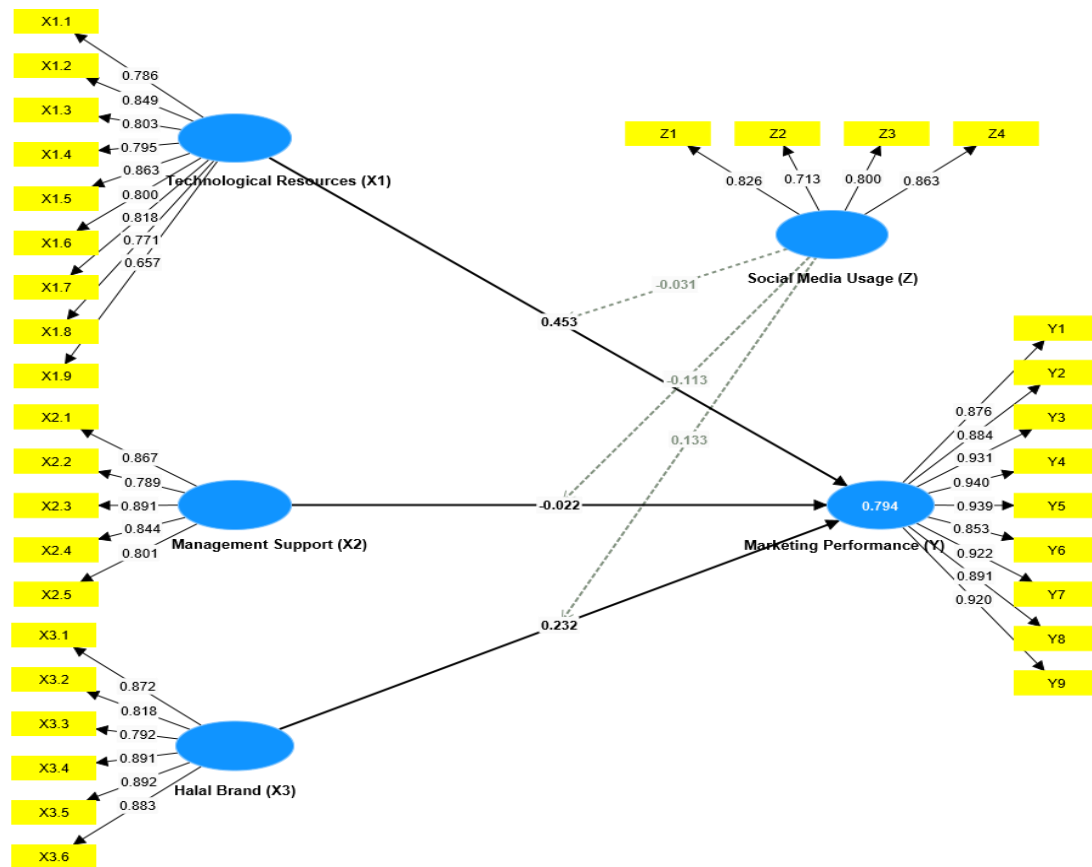 X1.1
X1.2
X1.3
X1.4
X1.5
X1.6
X1.7
X1.8
X1.9
0.786
0.849
0.803
0.795
0.863
0.800
0.818
0.771
0.657
Technological Resources (X1)
Z1
Z2
Z3
Z4
0.826
0.713
0.800
0.863
Social Media Usage (Z)
-0.031
0.453
-0.113
0.133
X2.1
X2.2
X2.3
X2.4
X2.5
0.867
0.789
0.891
0.844
0.801
Management Support (X2)
-0.022
X3.1
X3.2
X3.3
X3.4
X3.5
X3.6
0.872
0.818
0.792
0.891
0.892
0.883
Halal Brand (X3)
0.232
0.794
Marketing Performance (Y)
0.876
0.884
0.931
0.940
0.939
0.853
0.922
0.891
0.920
Y1
Y2
Y3
Y4
Y5
Y6
Y7
Y8
Y9